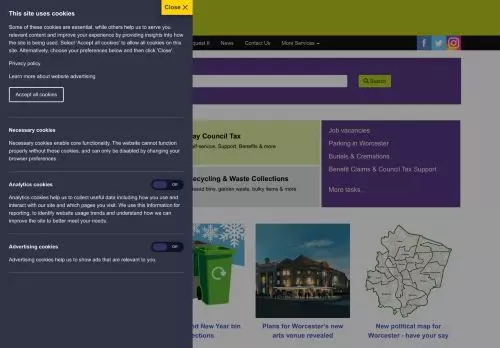 This site uses cookies
Close ✕
Some of these cookies are essential, while others help us to serve you
relevant content and improve your experience by providing insights into
how the site is being used. Select 'Accept all cookies' to allow all cookies on this
site. Alternatively, choose your preferences below and then click 'Close'
Privacy policy
Learn more about website advertising
Accept all cookies
Necessary cookies
Necessary cookies enable core functionality. The website cannot function
properly without these cookies, and can only be disabled by changing your
browser preferences
Analytics cookies
Off
Analytics cookies help us to collect useful data including how you use and
interact with our site and which pages you visit. We use this information for
reporting, to identify website usage trends and understand how we can
improve the site to better meet your needs.
Advertising cookies
Off
Advertising cookies help us to show ads that are relevant to you.
It
News
Contact Us
More Services
Search
Council Tax
Support, Benefits & more
& Waste Collections
bins, garden waste, bulky items & more
Job vacancies
Parking in Worcester
Burials & Cremations
Benefit Claims & Council Tax Support
More tasks...
New Year bin
Plans for Worcester's new
arts venue revealed
New political map for
Worcester - have your say